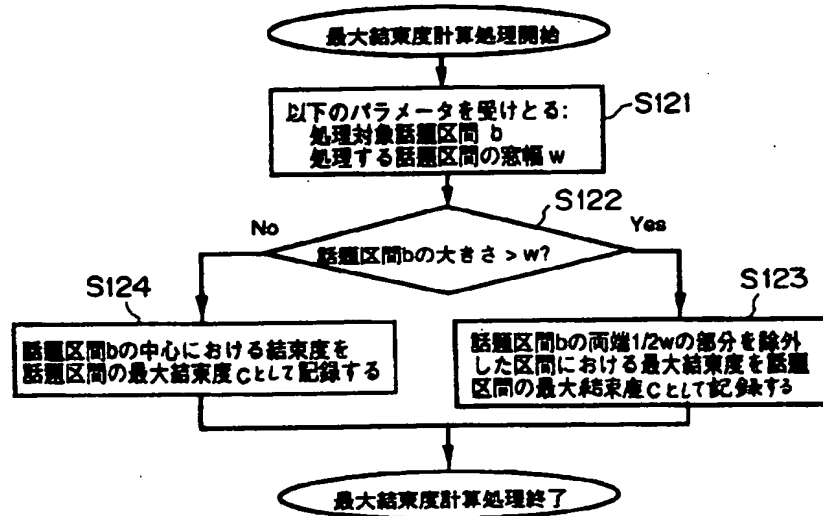 最大結束度計算処理開始
S121
以下のパラメータを受けとる:
処理対象話題区間 b
処理する話題区間の窓幅 w
S122
No
Yes
話題区間bの大きさ > w?
S124
S123
話題区間bの中心における結束度を
話題区間の最大結束度Cとして記録する
話題区間bの両端1/2wの部分を除外
した区間における最大結束度を話題
区間の最大結束度Cとして記録する
最大結束度計算処理終了